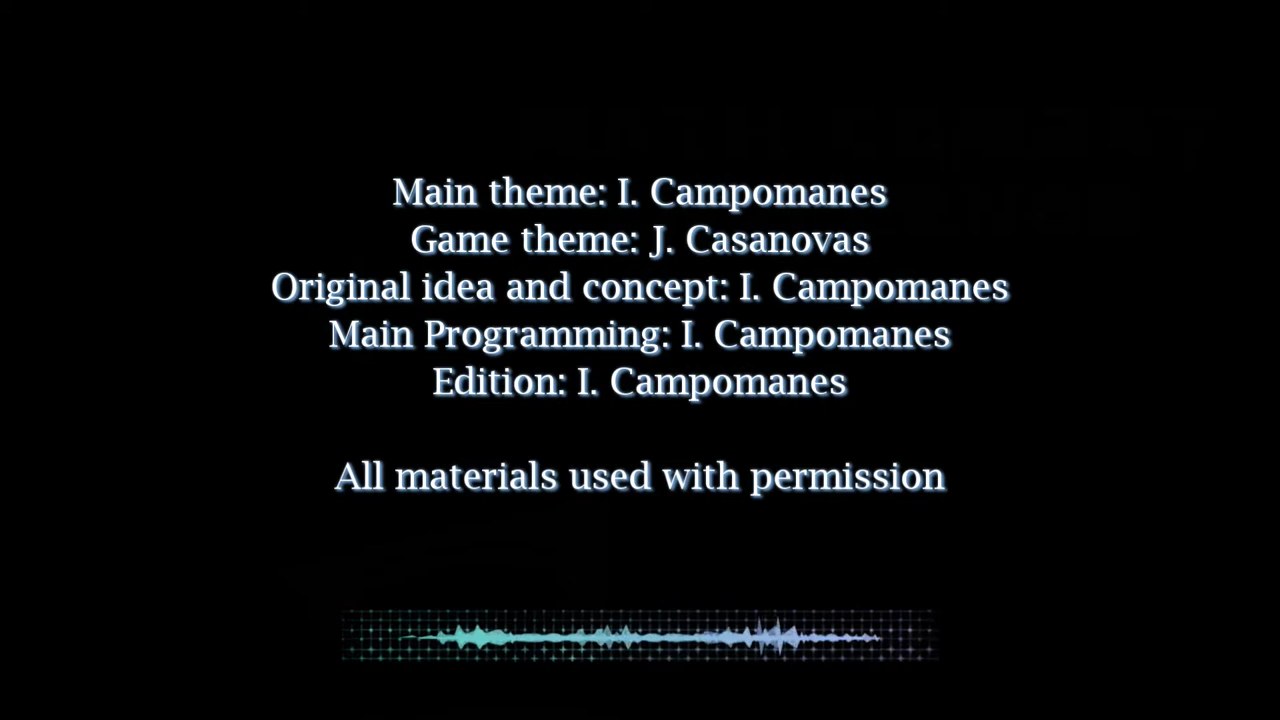 Main theme: I. Campomanes
Game theme: J. Casanovas
Original idea and concept: I. Campomanes
Main Programming: I. Campomanes
Edition: I. Campomanes
All materials used with permission